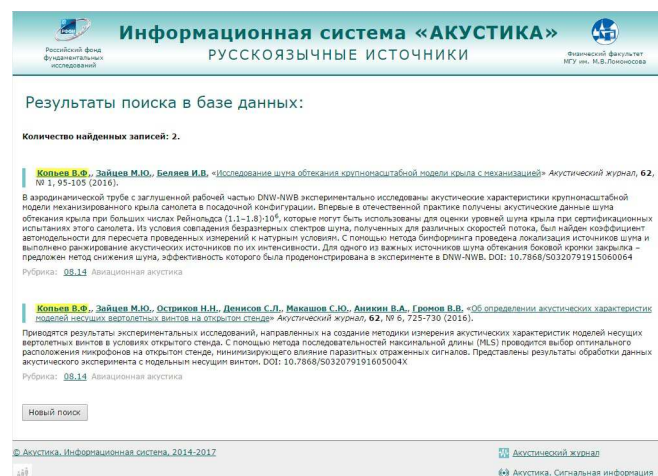 Информационная система «АКУСТИКА»
РУССКОЯЗЫЧНЫЕ ИСТОЧНИКИ
Российский фонд
фундаментальных
исследований
Физический факультет
МГУ им. М.В.Ломоносова
Результаты поиска в базе данных:
Количество найденных записей: 2.
Копьев В.Ф., Зайцев М.Ю., Беляев И.В. «Исследование шума обтекания крупномасштабной модели крыла с механизацией» Акустический журнал, 62,
№ 1, 95-105 (2016).
В аэродинамической трубе с заглушенной рабочей частью DNW-NWB экспериментально исследованы акустические характеристики крупномасштабной
модели механизированного крыла самолета в посадочной конфигурации. Впервые в отечественной практике получены акустические данные шума
обтекания крыла при больших числах Рейнольдса (1.1–1.8)·10⁶, которые могут быть использованы для оценки уровней шума крыла при сертификационных
испытаниях этого самолета. Из условия совпадения безразмерных спектров шума, полученных для различных скоростей потока, был найден коэффициент
автомодельности для пересчета проведенных измерений к натурным условиям. С помощью метода бимформинга проведена локализация источников шума и
выполнено ранжирование акустических источников по их интенсивности. Для одного из важных источников шума обтекания боковой кромки закрылка –
предложен метод снижения шума, эффективность которого была продемонстрирована в эксперименте в DNW-NWB. DOI: 10.7868/S0320791915060064
Рубрика: 08.14 Авиационная акустика
Копьев В.Ф., Зайцев М.Ю., Остриков Н.Н., Денисов С.Л., Макашов С.Ю., Аникин В.А., Громов В.В. «Об определении акустических характеристик
моделей несущих вертолетных винтов на открытом стенде» Акустический журнал, 62, № 6, 725-730 (2016).
Приводятся результаты экспериментальных исследований, направленных на создание методики измерения акустических характеристик моделей несущих
вертолетных винтов в условиях открытого стенда. С помощью метода последовательностей максимальной длины (MLS) проводится выбор оптимального
расположения микрофонов на открытом стенде, минимизирующего влияние паразитных отраженных сигналов. Представлены результаты обработки данных
акустического эксперимента с модельным несущим винтом. DOI: 10.7868/S032079191605004X
Рубрика: 08.14 Авиационная акустика
Новый поиск
© Акустика. Информационная система, 2014-2017
Акустический журнал
Акустика. Сигнальная информация